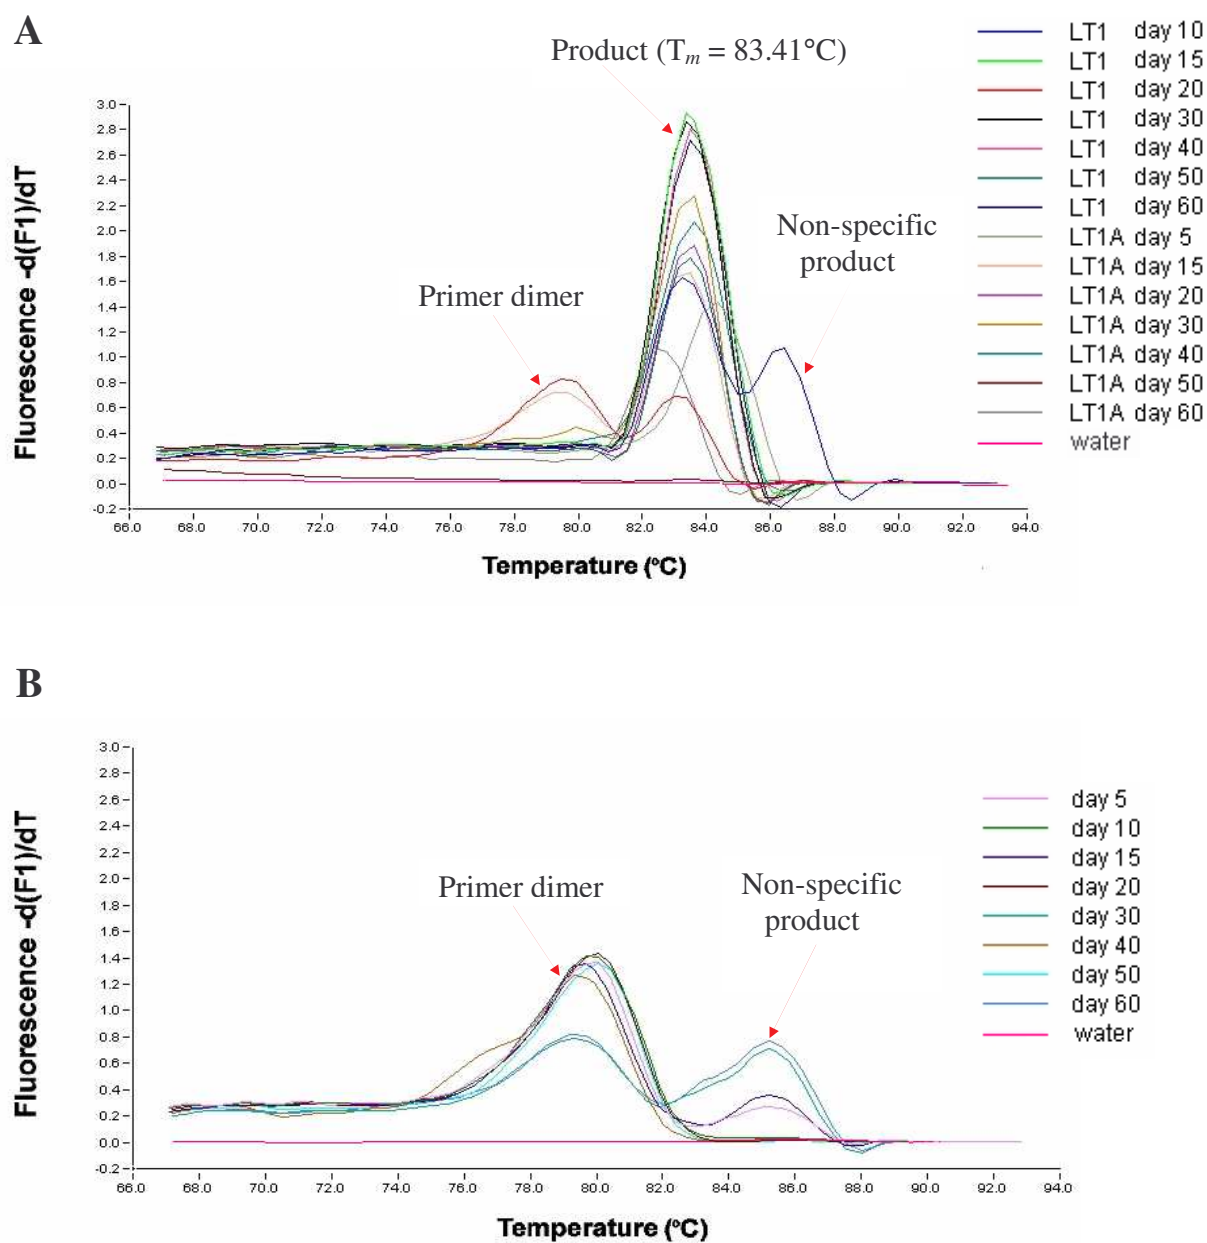 A
Product (Tm = 83.41°C)
Non-specific
product
Primer dimer
Fluorescence -d(F1)/dT
3.0
2.8
2.6
2.4
2.2
2.0
1.8
1.6
1.4
1.2
1.0
0.8
0.6
0.4
0.2
0.0
-0.2
66.0 68.0 70.0 72.0 74.0 76.0 78.0 80.0 82.0 84.0 86.0 88.0 90.0 92.0 94.0
Temperature (°C)
LT1 day 10
LT1 day 15
LT1 day 20
LT1 day 30
LT1 day 40
LT1 day 50
LT1 day 60
LT1A day 5
LT1A day 15
LT1A day 20
LT1A day 30
LT1A day 40
LT1A day 50
LT1A day 60
water
B
Primer dimer
Non-specific
product
Fluorescence -d(F1)/dT
3.0
2.8
2.6
2.4
2.2
2.0
1.8
1.6
1.4
1.2
1.0
0.8
0.6
0.4
0.2
0.0
-0.2
66.0 68.0 70.0 72.0 74.0 76.0 78.0 80.0 82.0 84.0 86.0 88.0 90.0 92.0 94.0
Temperature (°C)
day 5
day 10
day 15
day 20
day 30
day 40
day 50
day 60
water